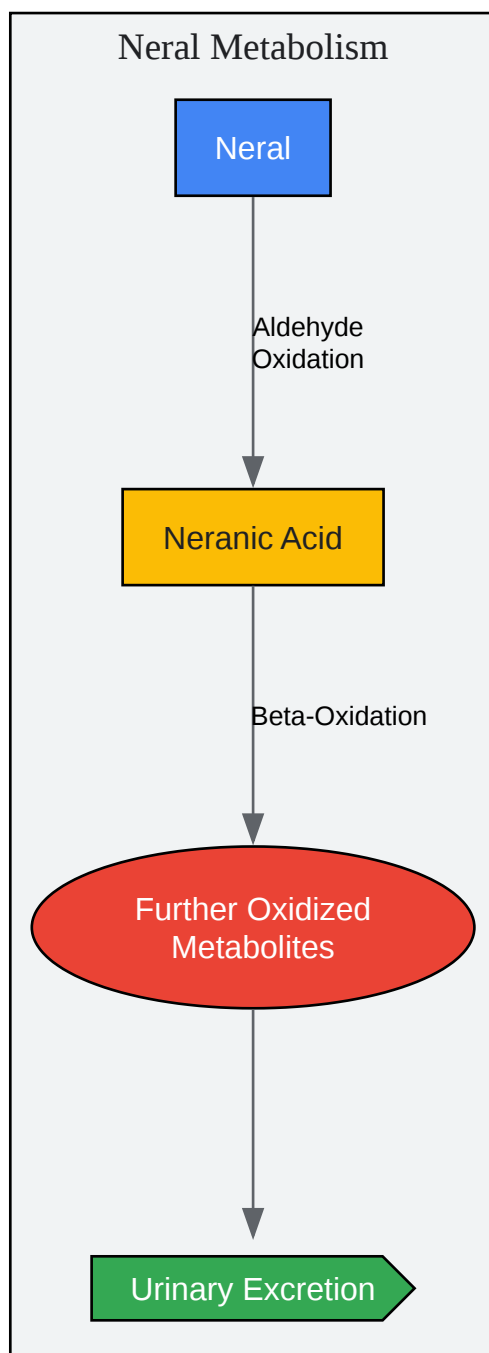 Neral Metabolism
Neral
Aldehyde
Oxidation
Neranic Acid
Beta-Oxidation
Further Oxidized
Metabolites
Urinary Excretion